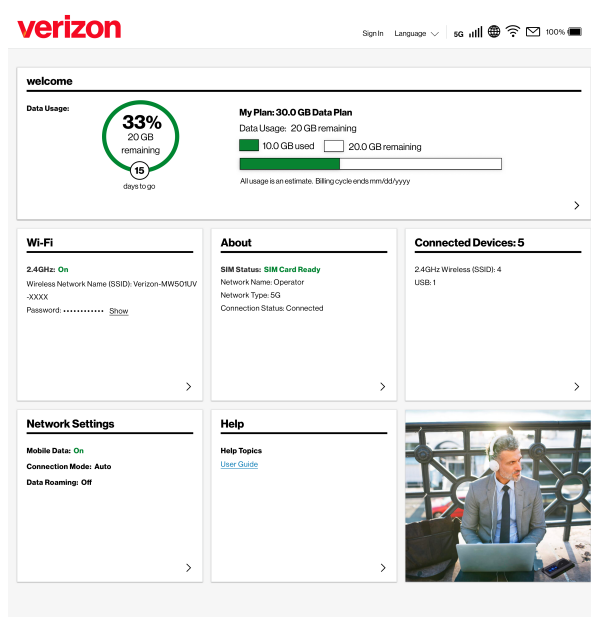 verizon
Sign In Language 5G 100%
welcome
Data Usage:
33%
20 GB
remaining
15
days to go
My Plan: 30.0 GB Data Plan
Data Usage: 20 GB remaining
10.0 GB used 20.0 GB remaining
All usage is an estimate. Billing cycle ends mm/dd/yyyy
Wi-Fi
2.4GHz: On
Wireless Network Name (SSID): Verizon-MW501UV
-XXXX
Password: •••••••••••• Show
About
SIM Status: SIM Card Ready
Network Name: Operator
Network Type: 5G
Connection Status: Connected
Connected Devices: 5
2.4GHz Wireless (SSID): 4
USB: 1
Network Settings
Mobile Data: On
Connection Mode: Auto
Data Roaming: Off
Help
Help Topics
User Guide